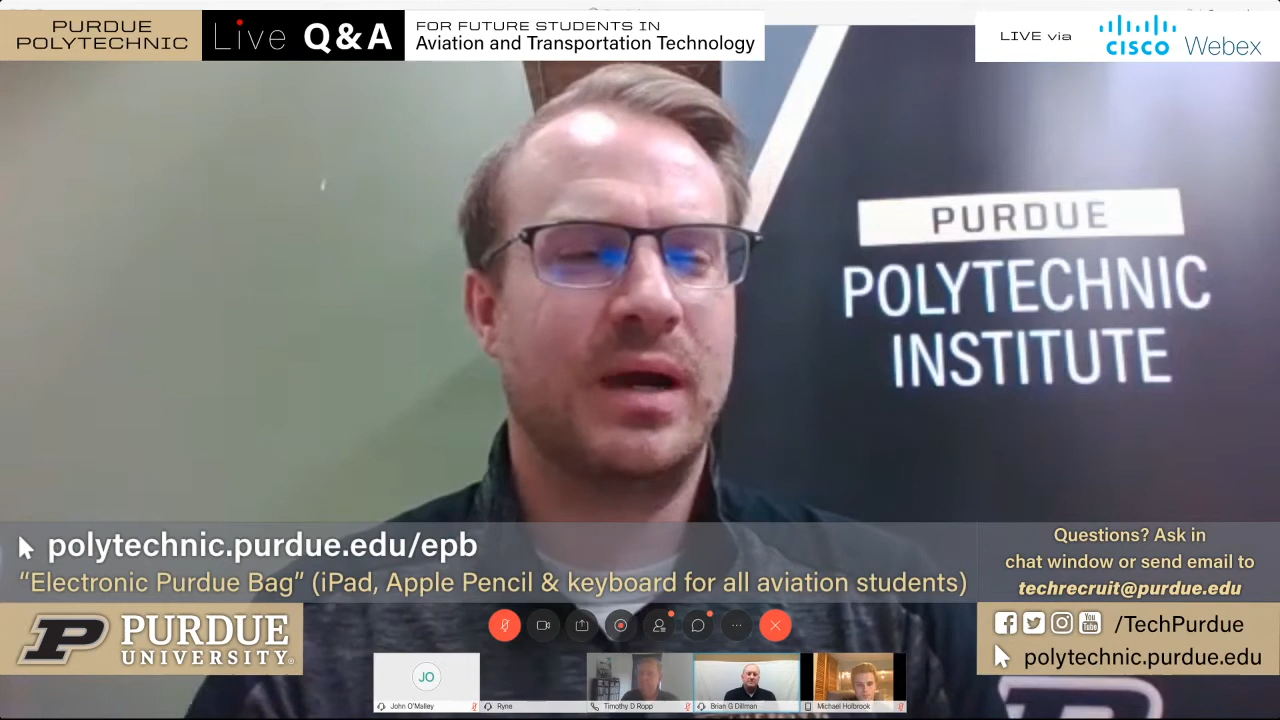 PURDUE
POLYTECHNIC
Live Q&A
FOR FUTURE STUDENTS IN
Aviation and Transportation Technology
LIVE via
CISCO Webex
PURDUE
POLYTECHNIC
INSTITUTE
polytechnic.purdue.edu/epb
“Electronic Purdue Bag” (iPad, Apple Pencil & keyboard for all aviation students)
Questions? Ask in
chat window or send email to
techrecruit@purdue.edu
P PURDUE
UNIVERSITY®
You Tube /TechPurdue
polytechnic.purdue.edu
JO
John O'Malley
Ryne
Timothy D Ropp
Brian G Dillman
Michael Holbrook